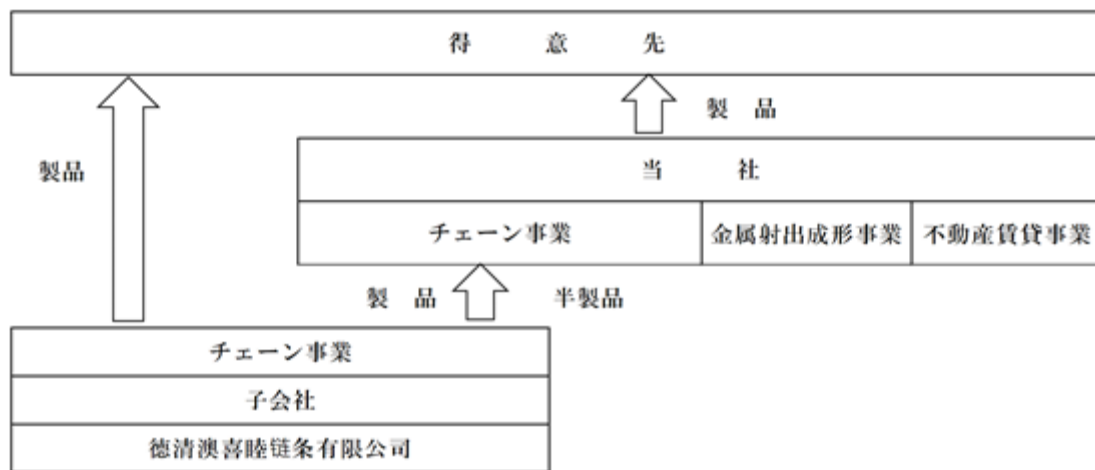 得意先
製品
製品
当社
チェーン事業 金属射出成形事業 不動産賃貸事業
製品 半製品
チェーン事業
子会社
德清澳喜睦链条有限公司